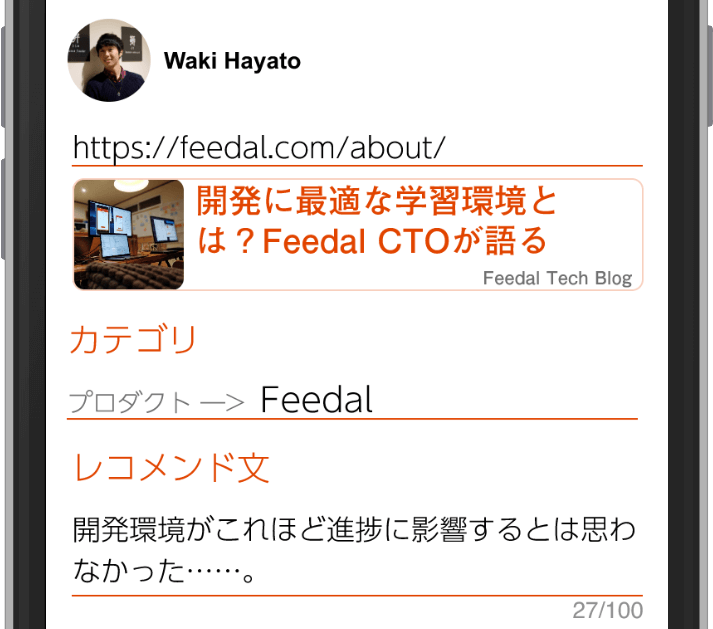 Waki Hayato
https://feedal.com/about/
開発に最適な学習環境と
は？Feedal CTOが語る
Feedal Tech Blog
カテゴリ
プロダクト —> Feedal
レコメンド文
開発環境がこれほど進捗に影響するとは思わ
なかった……。
27/100